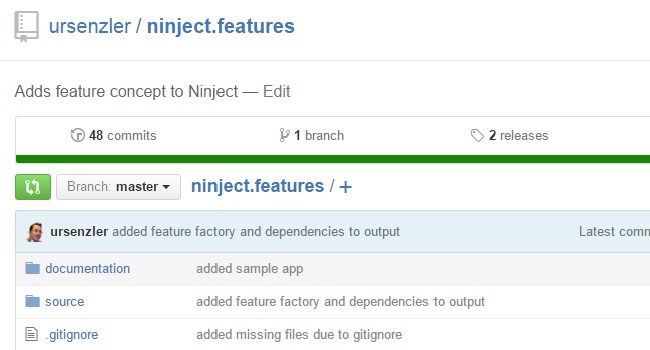 ursenzler / ninject.features
Adds feature concept to Ninject — Edit
48 commits 1 branch 2 releases
Branch: master ninject.features / +
ursenzler added feature factory and dependencies to output Latest
documentation added sample app
source added feature factory and dependencies to output
.gitignore added missing files due to gitignore